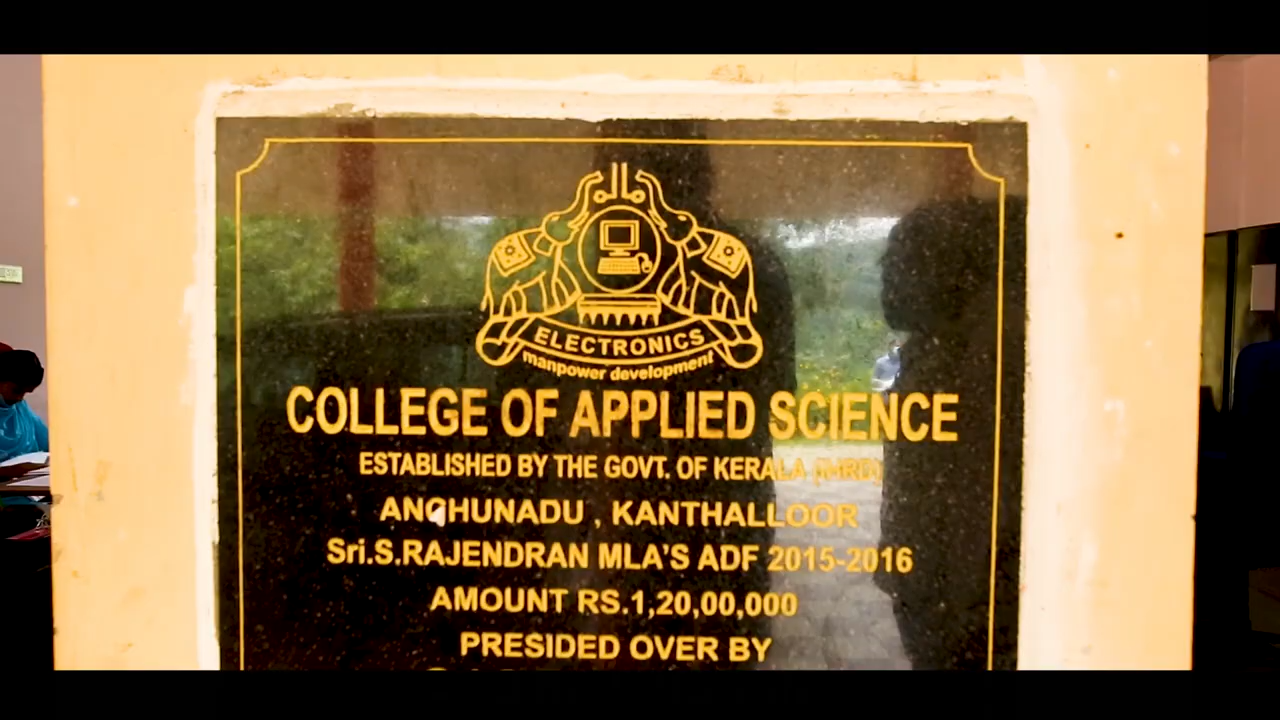 ELECTRONICS
manpower development
COLLEGE OF APPLIED SCIENCE
ESTABLISHED BY THE GOVT. OF KERALA (IHRD)
ANCHUNADU , KANTHALLOOR
Sri.S.RAJENDRAN MLA'S ADF 2015-2016
AMOUNT RS.1,20,00,000
PRESIDED OVER BY